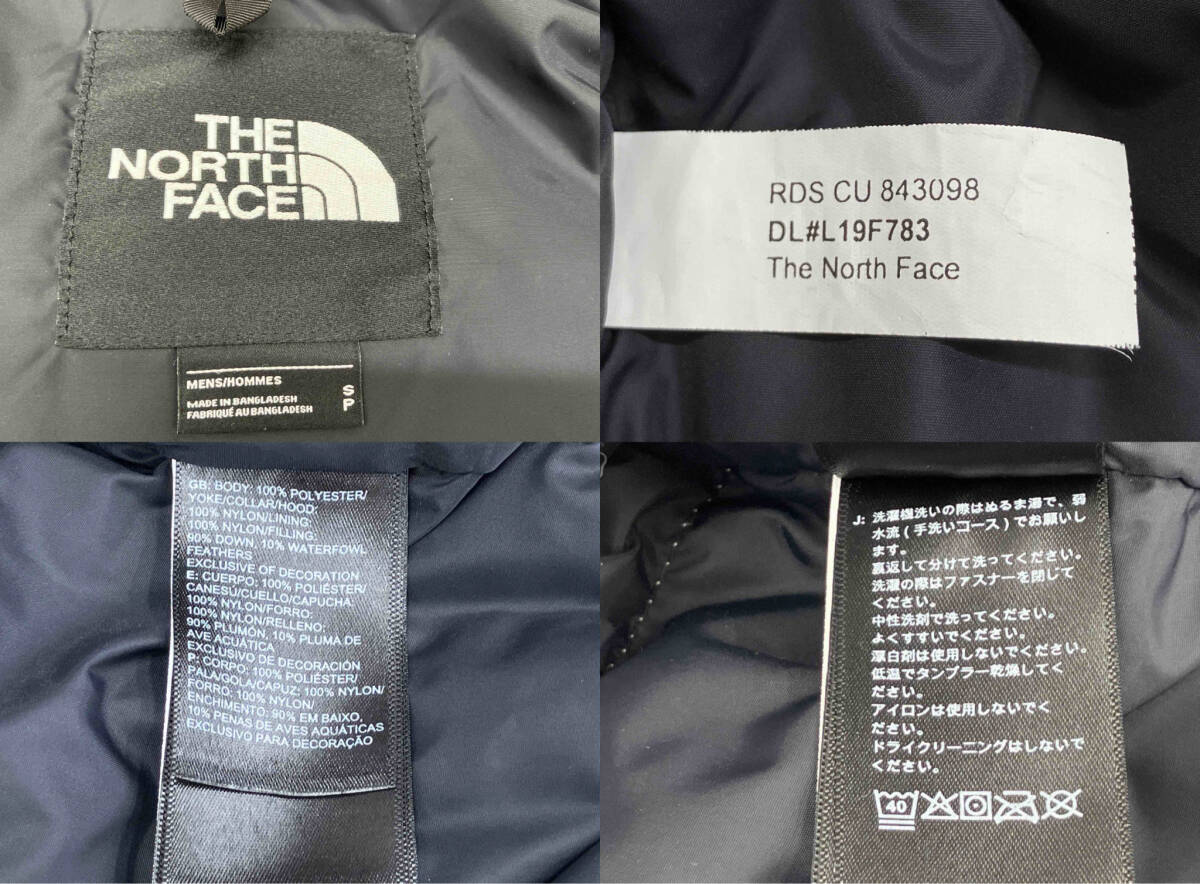 THE
NORTH
FACE
MENS/HOMMES
MADE IN BANGLADESH
FABRIQUÉ AU BANGLADESH
S
P
RDS CU 843098
DL#L19F783
The North Face
GB: BODY: 100% POLYESTER/
YOKE/COLLAR/HOOD:
100% NYLON/LINING:
100% NYLON/FILLING:
90% DOWN, 10% WATERFOWL
FEATHERS
EXCLUSIVE OF DECORATION
E: CUERPO: 100% POLIÉSTER/
CANESÚ/CUELLO/CAPUCHA:
100% NYLON/FORRO:
100% NYLON/RELLENO:
90% PLUMÓN, 10% PLUMA DE
AVE ACUÁTICA
EXCLUSIVO DE DECORACIÓN
P: CORPO: 100% POLIÉSTER/
PALA/GOLA/CAPUZ: 100% NYLON/
FORRO: 100% NYLON/
ENCHIMENTO: 90% EM BAIXO,
10% PENAS DE AVES AQUÁTICAS
EXCLUSIVO PARA DECORAÇÃO
J: 洗濯機洗いの際はぬるま湯で、弱
水流(手洗いコース)でお願いし
ます。
裏返して分けて洗ってください。
洗濯の際はファスナーを閉じて
ください。
中性洗剤で洗ってください。
よくすすいでください。
漂白剤は使用しないでください。
低温でタンブラー乾燥してく
ださい。
アイロンは使用しないでく
ださい。
ドライクリーニングはしないで
ください。
40